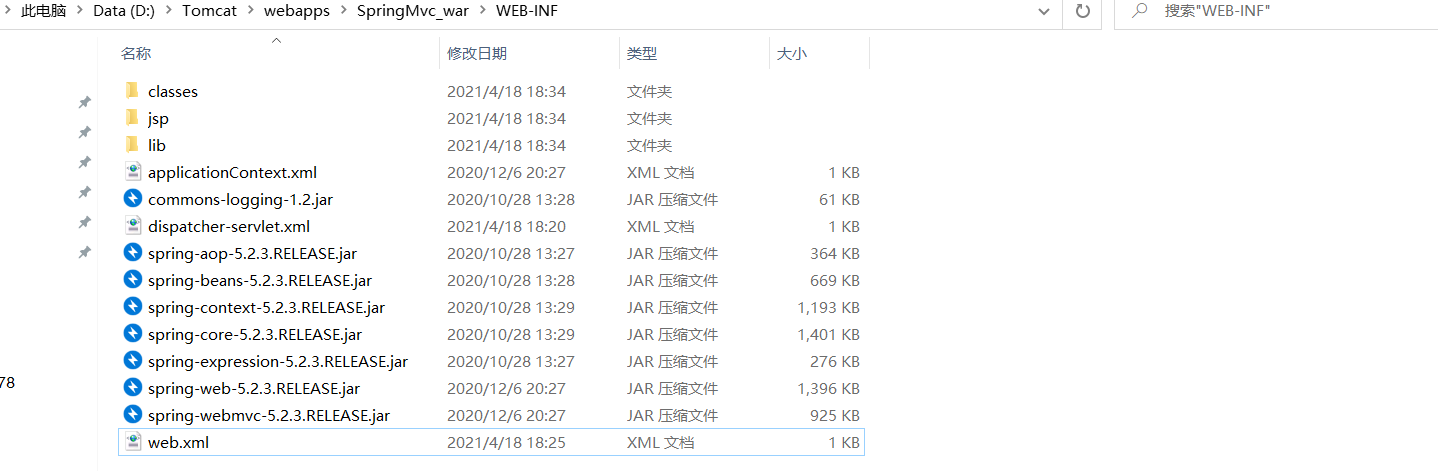 此电脑 > Data (D:) > Tomcat > webapps > SpringMvc_war > WEB-INF 搜索"WEB-INF"
名称 修改日期 类型 大小
classes 2021/4/18 18:34 文件夹
jsp 2021/4/18 18:34 文件夹
lib 2021/4/18 18:34 文件夹
applicationContext.xml 2020/12/6 20:27 XML 文档 1 KB
commons-logging-1.2.jar 2020/10/28 13:28 JAR 压缩文件 61 KB
dispatcher-servlet.xml 2021/4/18 18:20 XML 文档 1 KB
spring-aop-5.2.3.RELEASE.jar 2020/10/28 13:27 JAR 压缩文件 364 KB
spring-beans-5.2.3.RELEASE.jar 2020/10/28 13:28 JAR 压缩文件 669 KB
spring-context-5.2.3.RELEASE.jar 2020/10/28 13:29 JAR 压缩文件 1,193 KB
spring-core-5.2.3.RELEASE.jar 2020/10/28 13:29 JAR 压缩文件 1,401 KB
spring-expression-5.2.3.RELEASE.jar 2020/10/28 13:27 JAR 压缩文件 276 KB
78
spring-web-5.2.3.RELEASE.jar 2020/12/6 20:27 JAR 压缩文件 1,396 KB
spring-webmvc-5.2.3.RELEASE.jar 2020/12/6 20:27 JAR 压缩文件 925 KB
web.xml 2021/4/18 18:25 XML 文档 1 KB